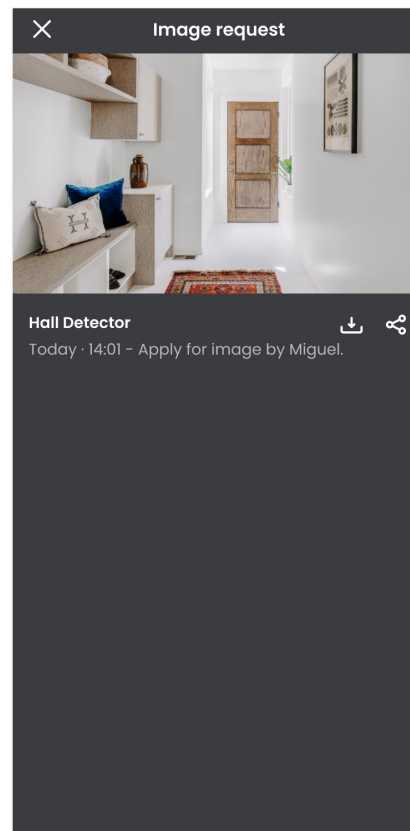 Image request
H
Hall Detector
Today · 14:01 - Apply for image by Miguel.